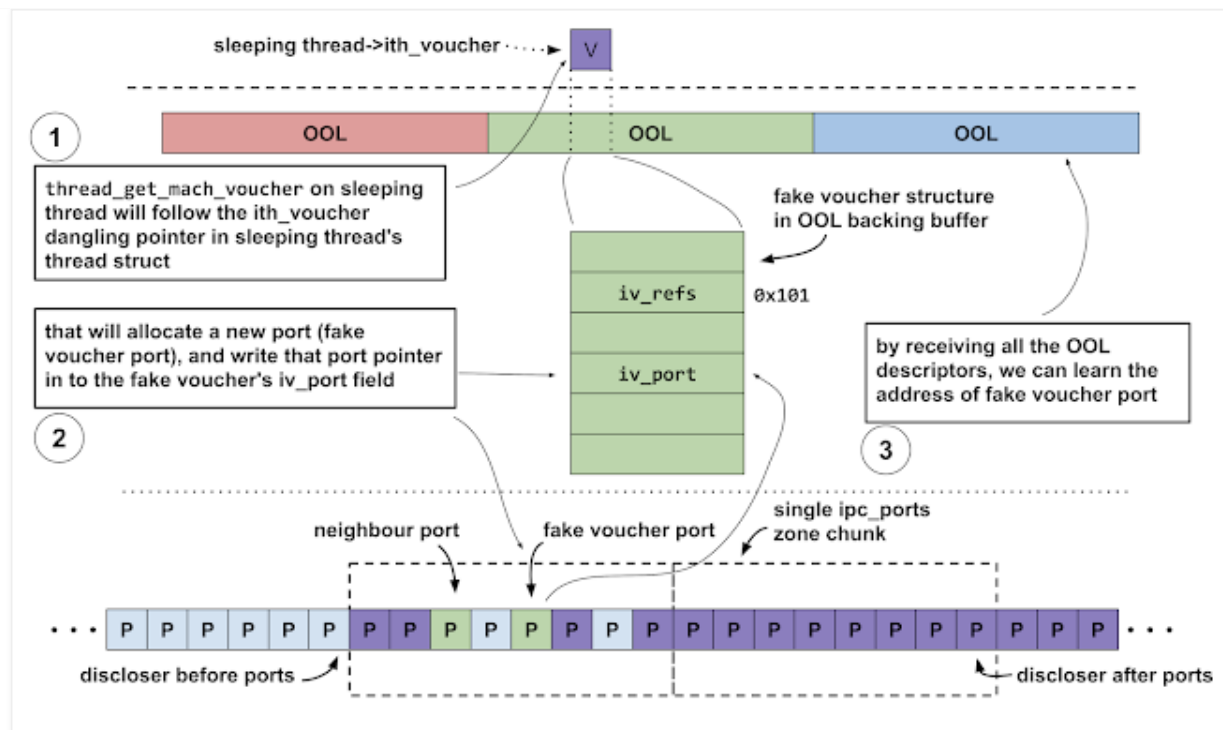 sleeping thread->ith_voucher
V
1
OOL
OOL
OOL
thread_get_mach_voucher on sleeping
thread will follow the ith_voucher
dangling pointer in sleeping thread's
thread struct
fake voucher structure
in OOL backing buffer
iv_refs
0x101
that will allocate a new port (fake
voucher port), and write that port pointer
in to the fake voucher's iv_port field
iv_port
by receiving all the OOL
descriptors, we can learn the
address of fake voucher port
2
3
neighbour port
fake voucher port
single ipc_ports
zone chunk
• • • P P P P P P P P P P P P P P P P P P P P P P P P P • • •
discloser before ports
discloser after ports